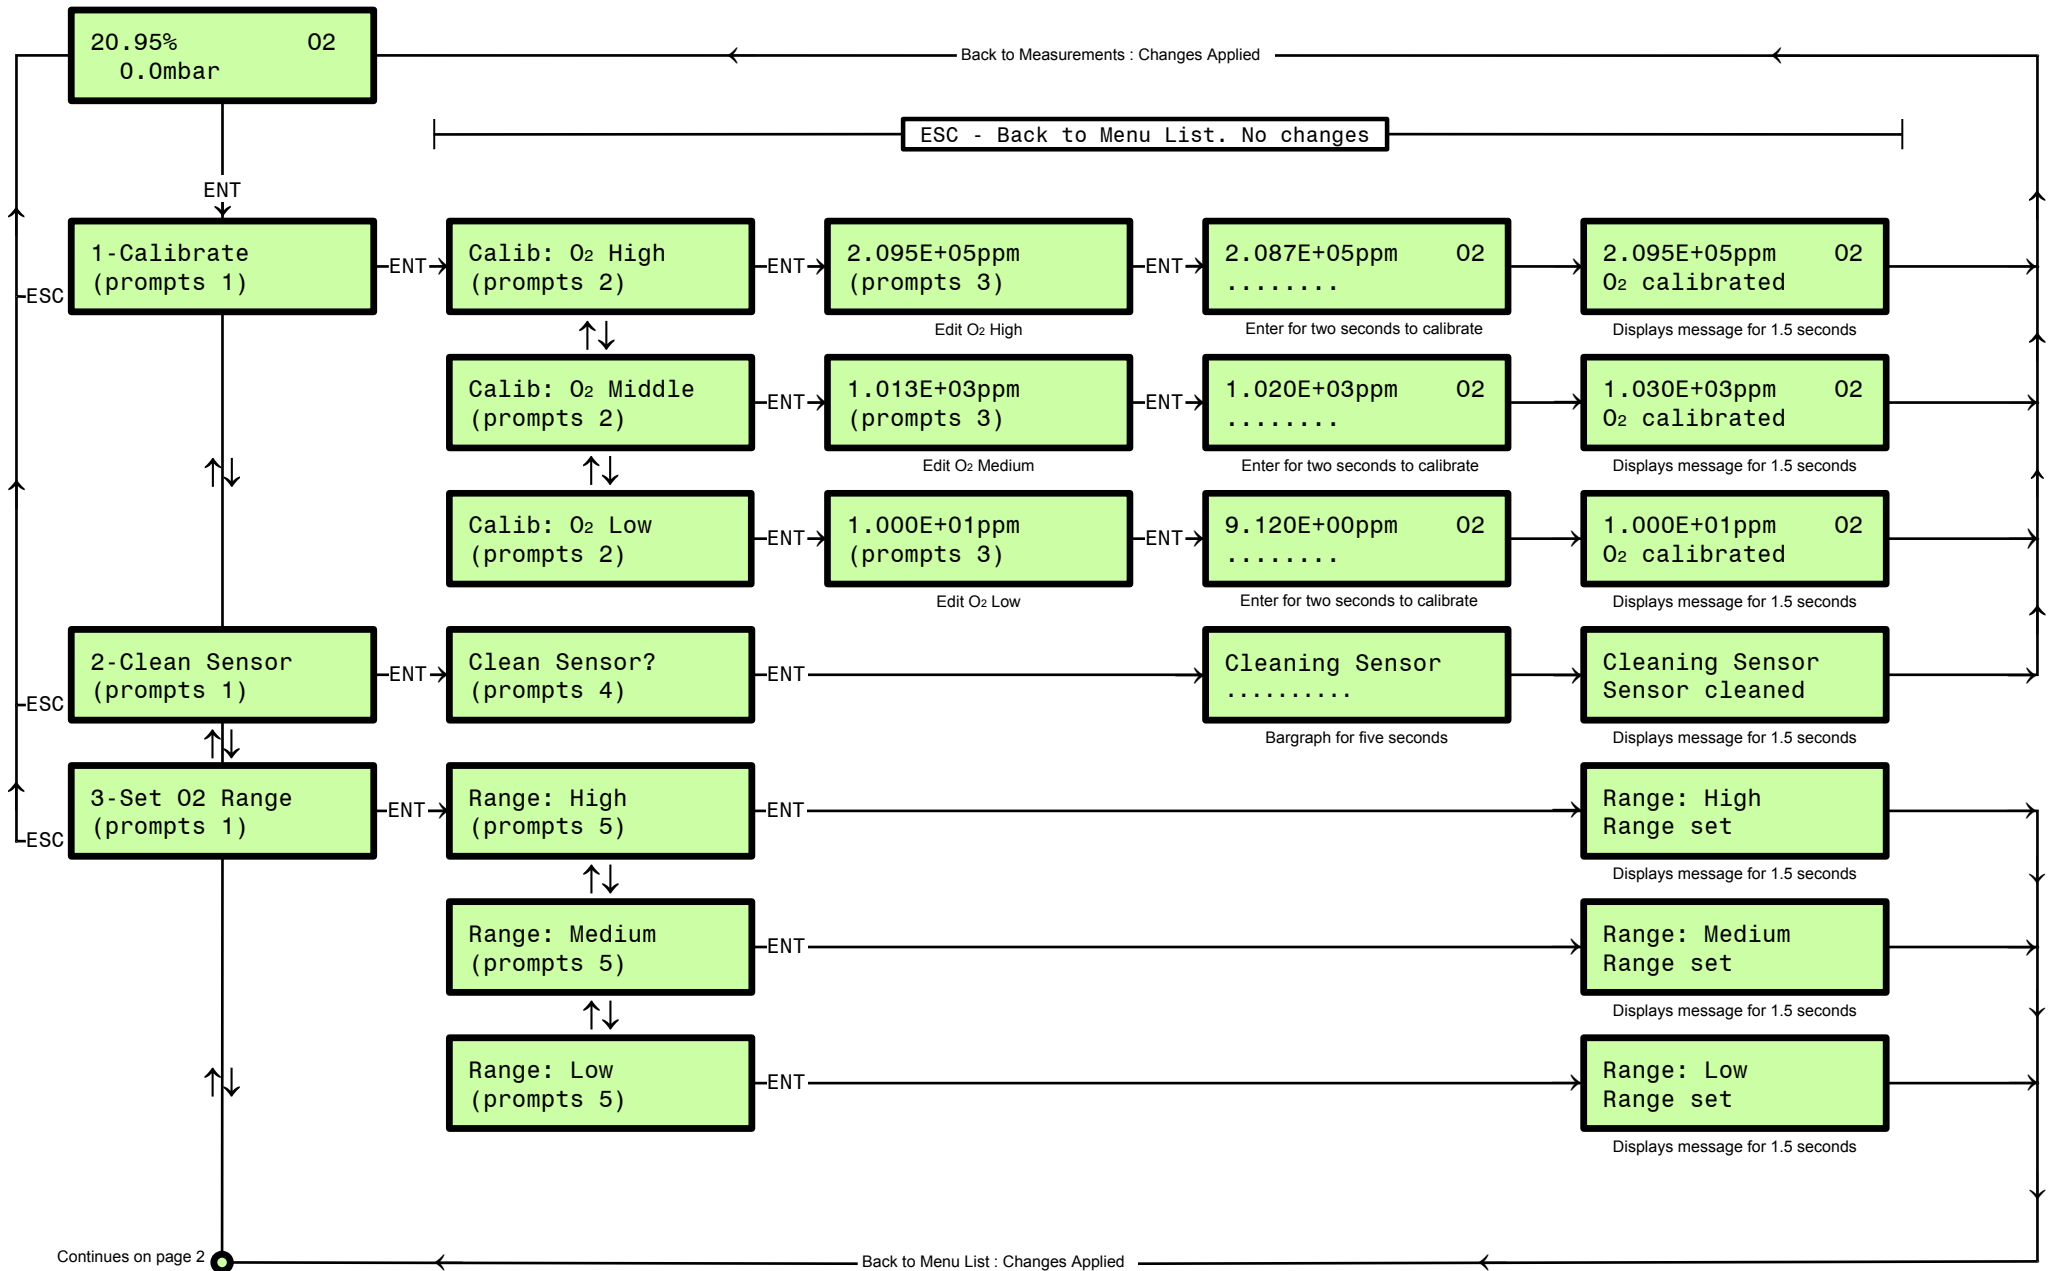 20.95% O2
0.0mbar
Back to Measurements : Changes Applied
ESC - Back to Menu List. No changes
ENT
1-Calibrate
(prompts 1)
ENT
Calib: O₂ High
(prompts 2)
ENT
2.095E+05ppm
(prompts 3)
ENT
2.087E+05ppm O2
........
2.095E+05ppm O2
O₂ calibrated
ESC
Edit O₂ High
Enter for two seconds to calibrate
Displays message for 1.5 seconds
↑↓
Calib: O₂ Middle
(prompts 2)
ENT
1.013E+03ppm
(prompts 3)
ENT
1.020E+03ppm O2
........
1.030E+03ppm O2
O₂ calibrated
Edit O₂ Medium
Enter for two seconds to calibrate
Displays message for 1.5 seconds
↑↓
↑↓
Calib: O₂ Low
(prompts 2)
ENT
1.000E+01ppm
(prompts 3)
ENT
9.120E+00ppm O2
........
1.000E+01ppm O2
O₂ calibrated
Edit O₂ Low
Enter for two seconds to calibrate
Displays message for 1.5 seconds
2-Clean Sensor
(prompts 1)
ENT
Clean Sensor?
(prompts 4)
ENT
Cleaning Sensor
..........
Cleaning Sensor
Sensor cleaned
ESC
Bargraph for five seconds
Displays message for 1.5 seconds
↑↓
3-Set O2 Range
(prompts 1)
ENT
Range: High
(prompts 5)
ENT
Range: High
Range set
ESC
Displays message for 1.5 seconds
↑↓
Range: Medium
(prompts 5)
ENT
Range: Medium
Range set
Displays message for 1.5 seconds
↑↓
↑↓
Range: Low
(prompts 5)
ENT
Range: Low
Range set
Displays message for 1.5 seconds
Continues on page 2
Back to Menu List : Changes Applied